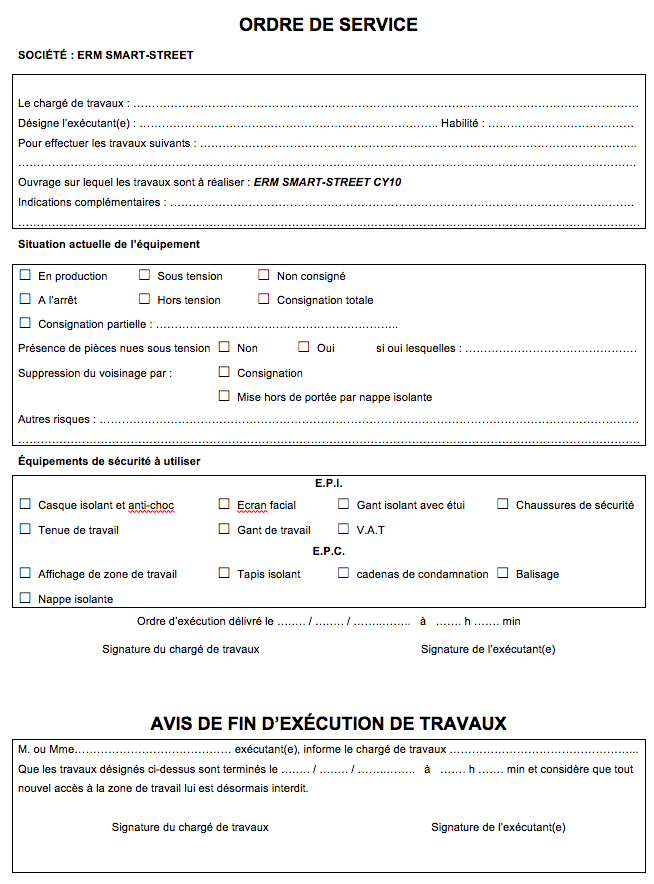 ORDRE DE SERVICE
SOCIÉTÉ : ERM SMART-STREET
Le chargé de travaux : ……………………………………………………………………………………
Désigne l'exécutant(e) : ………………………………………………….. Habilité : ……………………………
Pour effectuer les travaux suivants : …………………………………………………………………………..
……………………………………………………………………………………………………………………..
Ouvrage sur lequel les travaux sont à réaliser : ERM SMART-STREET CY10
Indications complémentaires : ………………………………………………………………………………
……………………………………………………………………………………………………………………..
Situation actuelle de l'équipement
☐ En production ☐ Sous tension ☐ Non consigné
☐ A l'arrêt ☐ Hors tension ☐ Consignation totale
☐ Consignation partielle : ………………………………………..
Présence de pièces nues sous tension ☐ Non ☐ Oui si oui lesquelles : ……………………………
Suppression du voisinage par : ☐ Consignation
☐ Mise hors de portée par nappe isolante
Autres risques : ……………………………………………………………………………………………
……………………………………………………………………………………………………………………..
Équipements de sécurité à utiliser
E.P.I.
☐ Casque isolant et anti-choc ☐ Ecran facial ☐ Gant isolant avec étui ☐ Chaussures de sécurité
☐ Tenue de travail ☐ Gant de travail ☐ V.A.T
E.P.C.
☐ Affichage de zone de travail ☐ Tapis isolant ☐ cadenas de condamnation ☐ Balisage
☐ Nappe isolante
Ordre d'exécution délivré le …….. / …….. / ……..…….. à ……. h ……. min
Signature du chargé de travaux Signature de l'exécutant(e)
AVIS DE FIN D'EXÉCUTION DE TRAVAUX
M. ou Mme…………………………………… exécutant(e), informe le chargé de travaux …………………………………………...
Que les travaux désignés ci-dessus sont terminés le …….. / …….. / ……..…….. à ……. h ……. min et considère que tout
nouvel accès à la zone de travail lui est désormais interdit.
Signature du chargé de travaux Signature de l'exécutant(e)